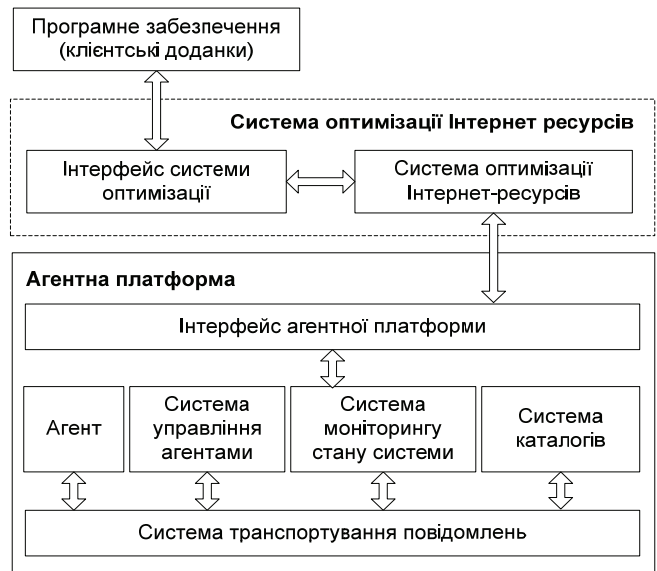 Програмне забезпечення
(клієнтські доданки)
Система оптимізації Інтернет ресурсів
Інтерфейс системи
оптимізації
Система оптимізації
Інтернет-ресурсів
Агентна платформа
Інтерфейс агентної платформи
Агент
Система
управління
агентами
Система
моніторингу
стану системи
Система
каталогів
Система транспортування повідомлень